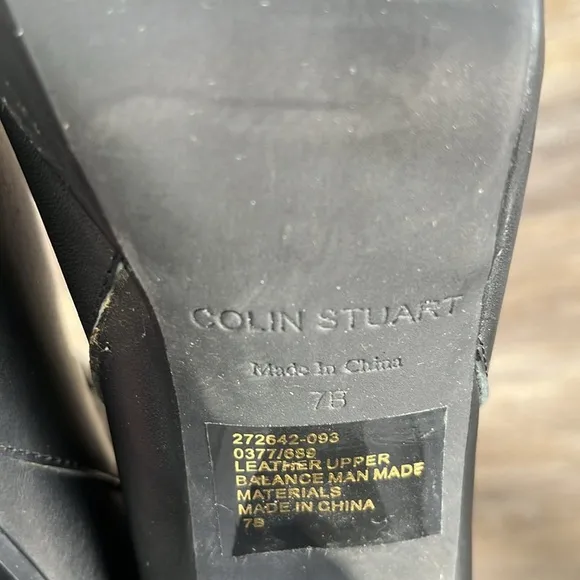 COLIN STUART
Made In China
7B
272642-093
0377/689
LEATHER UPPER
BALANCE MAN MADE
MATERIALS
MADE IN CHINA
7B